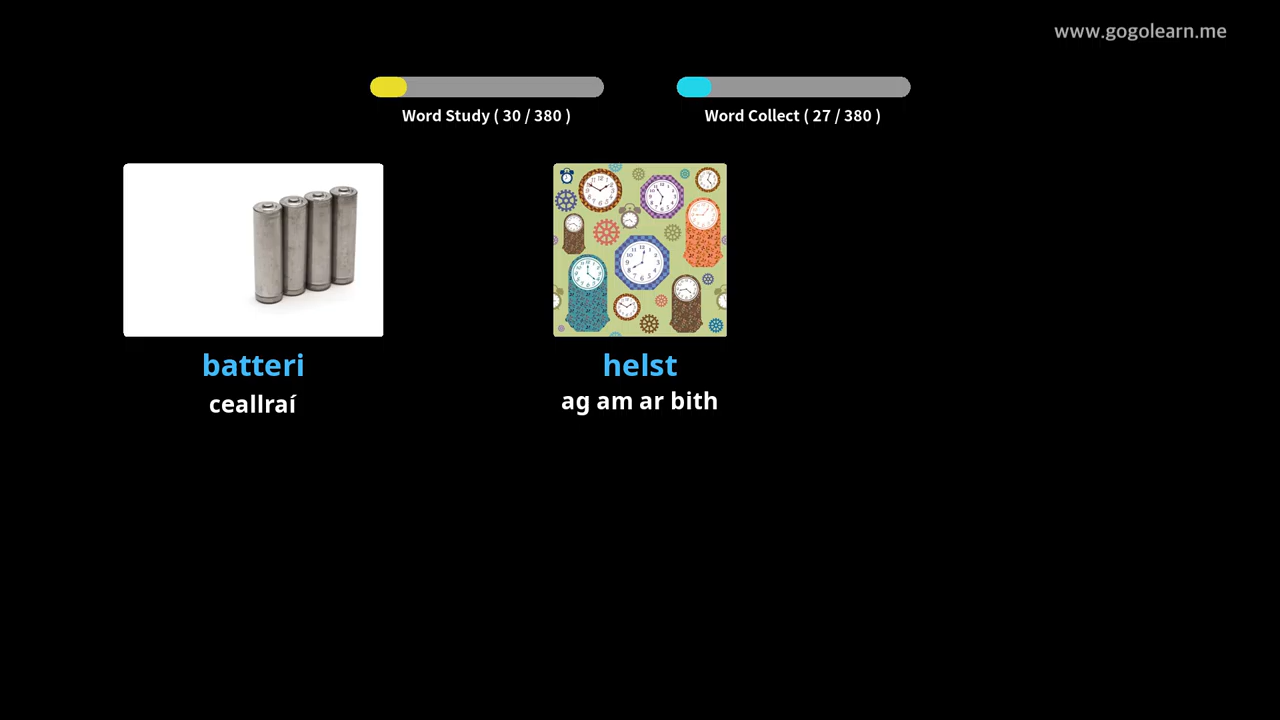 www.gogolearn.me
Word Study ( 30 / 380 )
Word Collect ( 27 / 380 )
batteri
ceallraí
helst
ag am ar bith